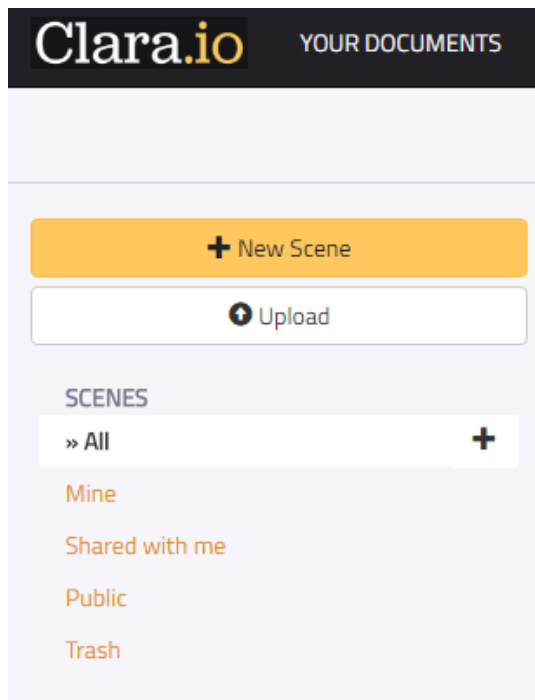 Clara.io YOUR DOCUMENTS
New Scene
Upload
SCENES
» All
Mine
Shared with me
Public
Trash